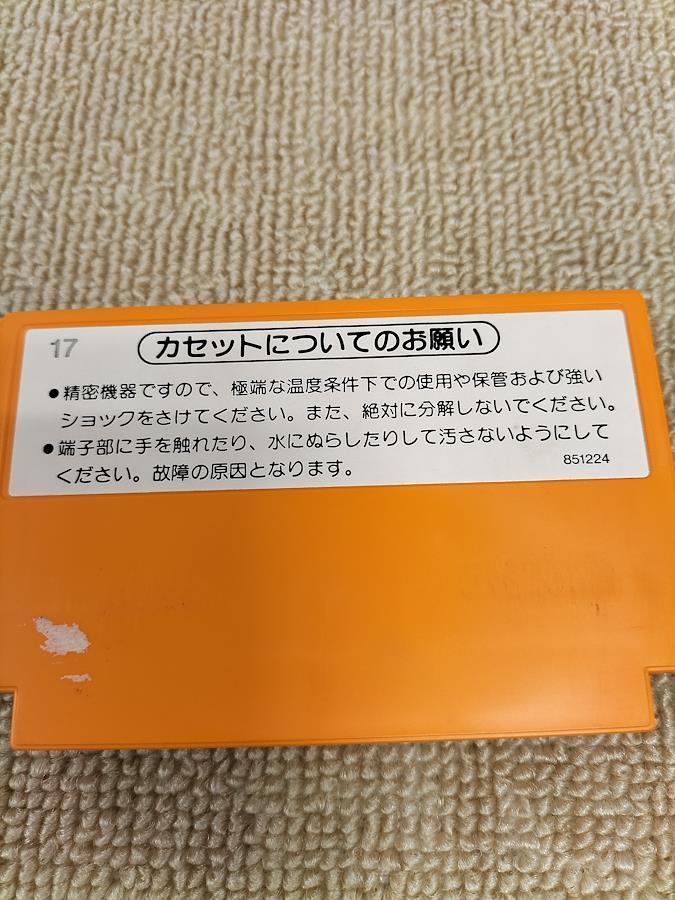 17
カセットについてのお願い
●精密機器ですので、極端な温度条件下での使用や保管および強い
ショックをさけてください。また、絶対に分解しないでください。
●端子部に手を触れたり、水にぬらしたりして汚さないようにして
ください。故障の原因となります。
851224